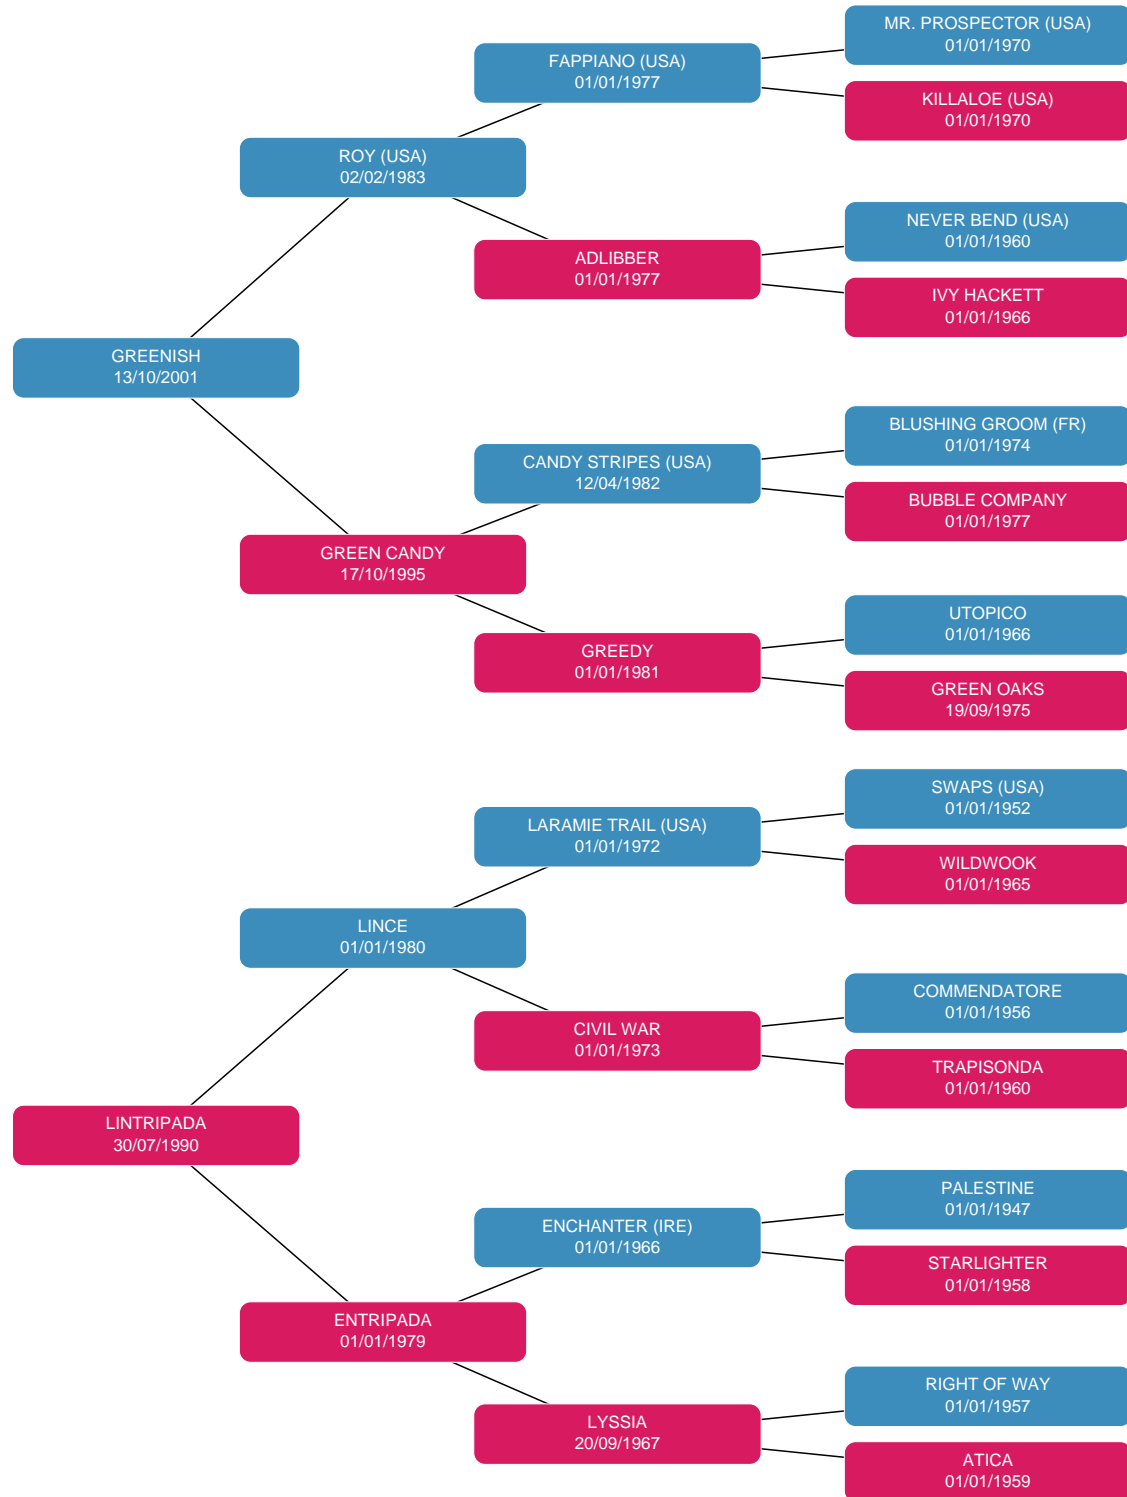 MR. PROSPECTOR (USA)
01/01/1970
FAPPIANO (USA)
01/01/1977
KILLALOE (USA)
01/01/1970
ROY (USA)
02/02/1983
NEVER BEND (USA)
01/01/1960
ADLIBBER
01/01/1977
IVY HACKETT
01/01/1966
GREENISH
13/10/2001
BLUSHING GROOM (FR)
01/01/1974
CANDY STRIPES (USA)
12/04/1982
BUBBLE COMPANY
01/01/1977
GREEN CANDY
17/10/1995
UTOPICO
01/01/1966
GREEDY
01/01/1981
GREEN OAKS
19/09/1975
SWAPS (USA)
01/01/1952
LARAMIE TRAIL (USA)
01/01/1972
WILDWOOK
01/01/1965
LINCE
01/01/1980
COMMENDATORE
01/01/1956
CIVIL WAR
01/01/1973
TRAPISONDA
01/01/1960
LINTRIPADA
30/07/1990
PALESTINE
01/01/1947
ENCHANTER (IRE)
01/01/1966
STARLIGHTER
01/01/1958
ENTRIPADA
01/01/1979
RIGHT OF WAY
01/01/1957
LYSSIA
20/09/1967
ATICA
01/01/1959